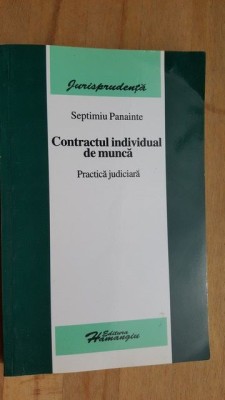 Jurisprudență
Septimiu Panainte
Contractul individual
de muncă
Practică judiciară
Editura
Hamangiu